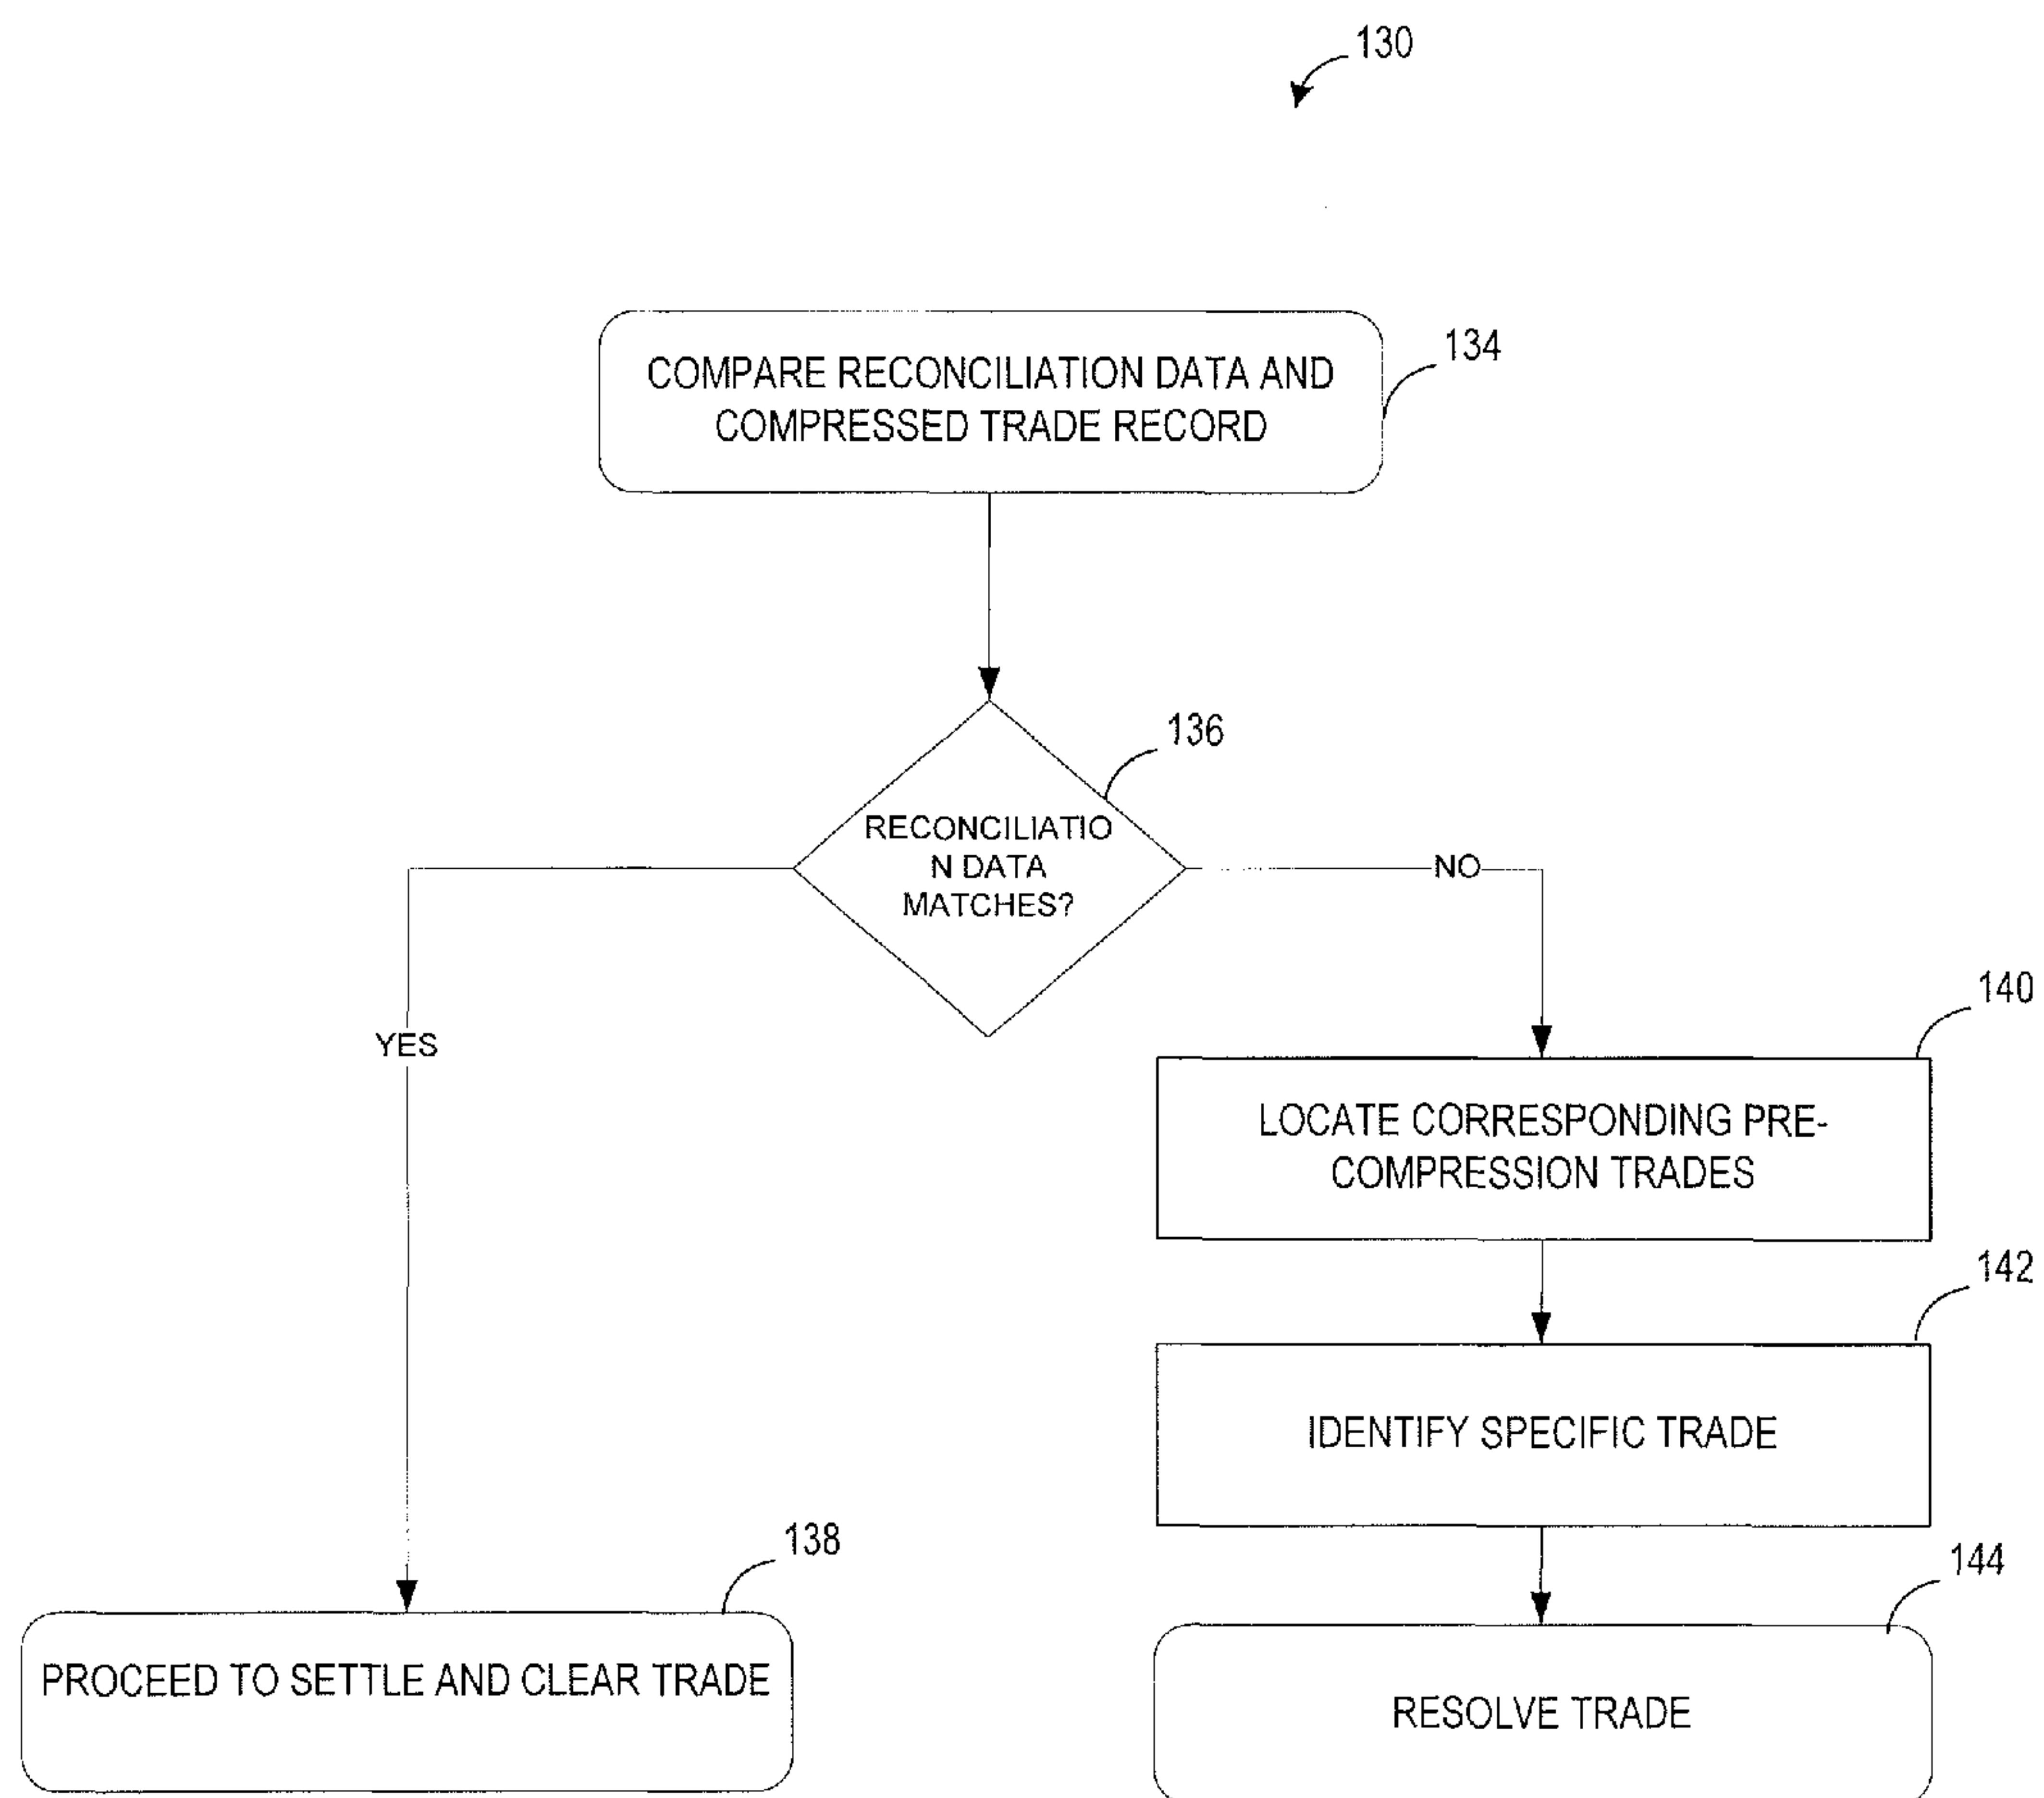 130
COMPARE RECONCILIATION DATA AND
COMPRESSED TRADE RECORD
134
136
RECONCILIATIO
N DATA
MATCHES?
NO
YES
140
LOCATE CORRESPONDING PRE-
COMPRESSION TRADES
142
IDENTIFY SPECIFIC TRADE
138
PROCEED TO SETTLE AND CLEAR TRADE
144
RESOLVE TRADE